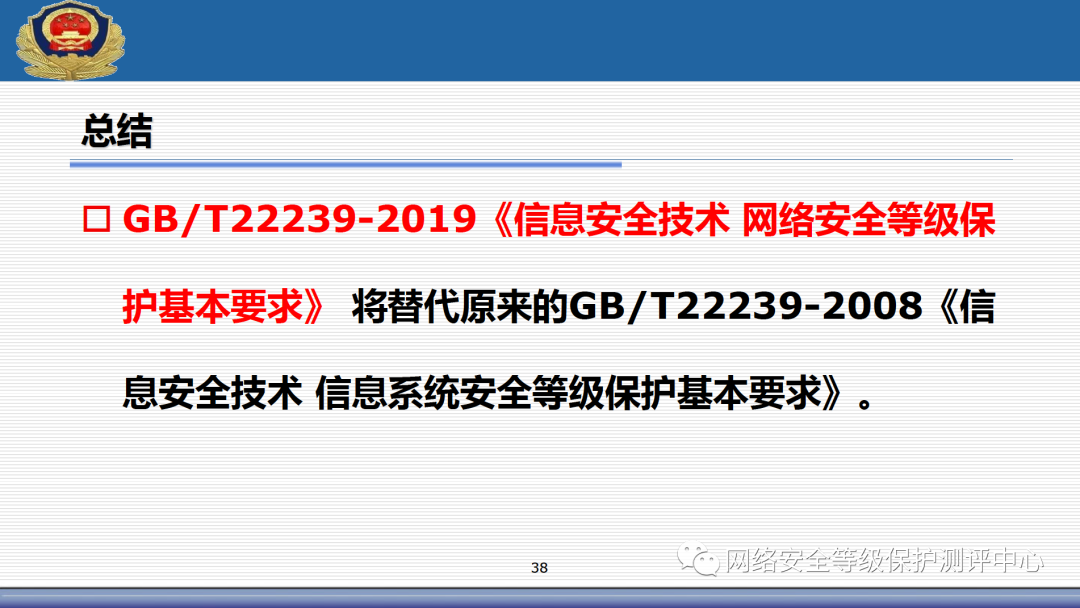 总结
GB/T22239-2019《信息安全技术 网络安全等级保
护基本要求》 将替代原来的GB/T22239-2008《信
息安全技术 信息系统安全等级保护基本要求》。
38
网络安全等级保护测评中心